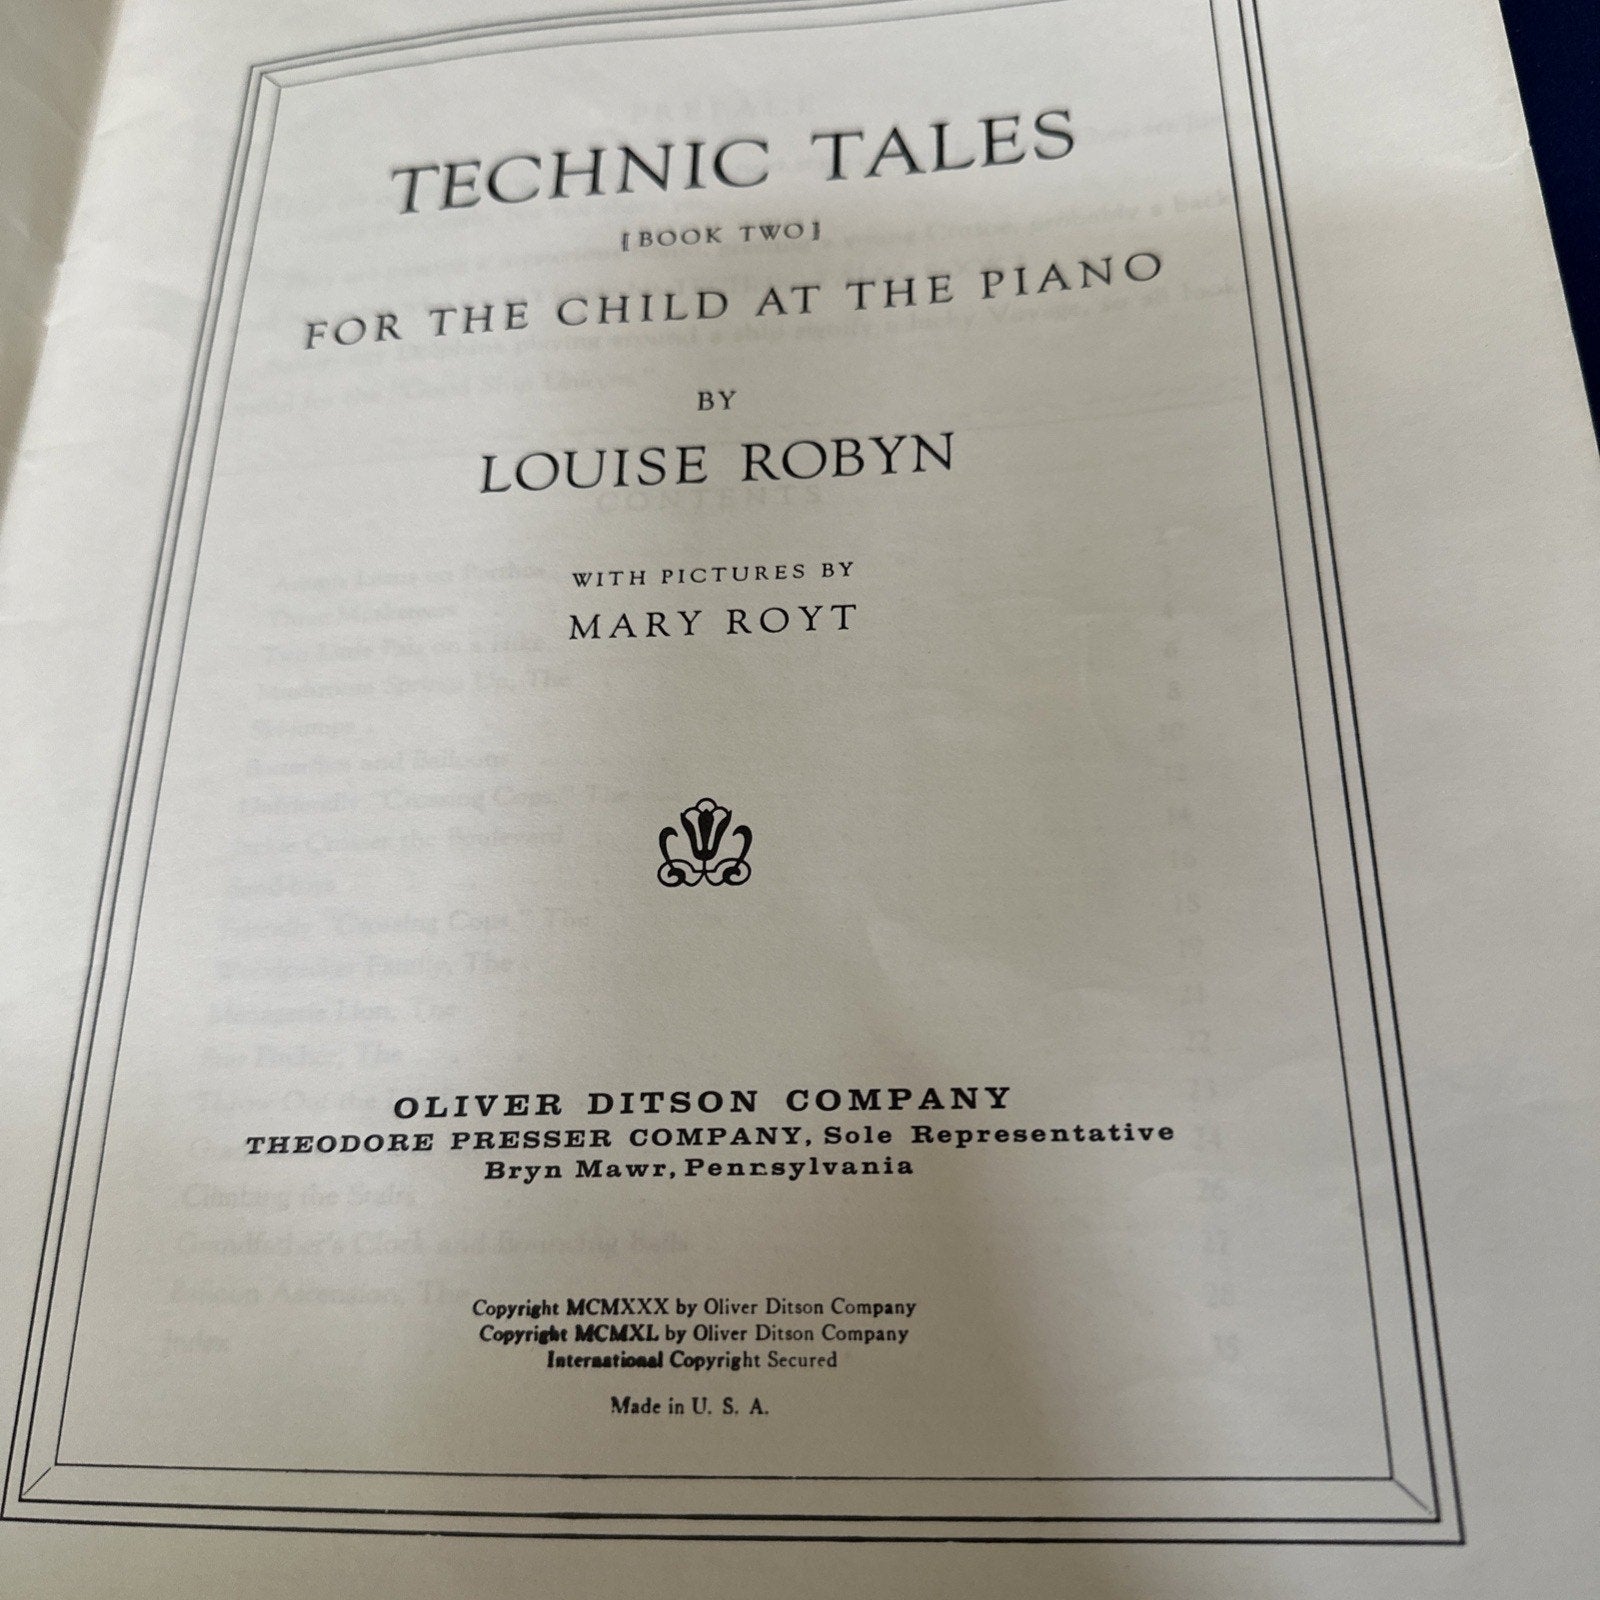 TECHNIC TALES
[BOOK TWO]
FOR THE CHILD AT THE PIANO
BY
LOUISE ROBYN
WITH PICTURES BY
MARY ROYT
OLIVER DITSON COMPANY
THEODORE PRESSER COMPANY, Sole Representative
Bryn Mawr, Pennsylvania
Copyright MCMXXX by Oliver Ditson Company
Copyright MCMXL by Oliver Ditson Company
International Copyright Secured
Made in U. S. A.